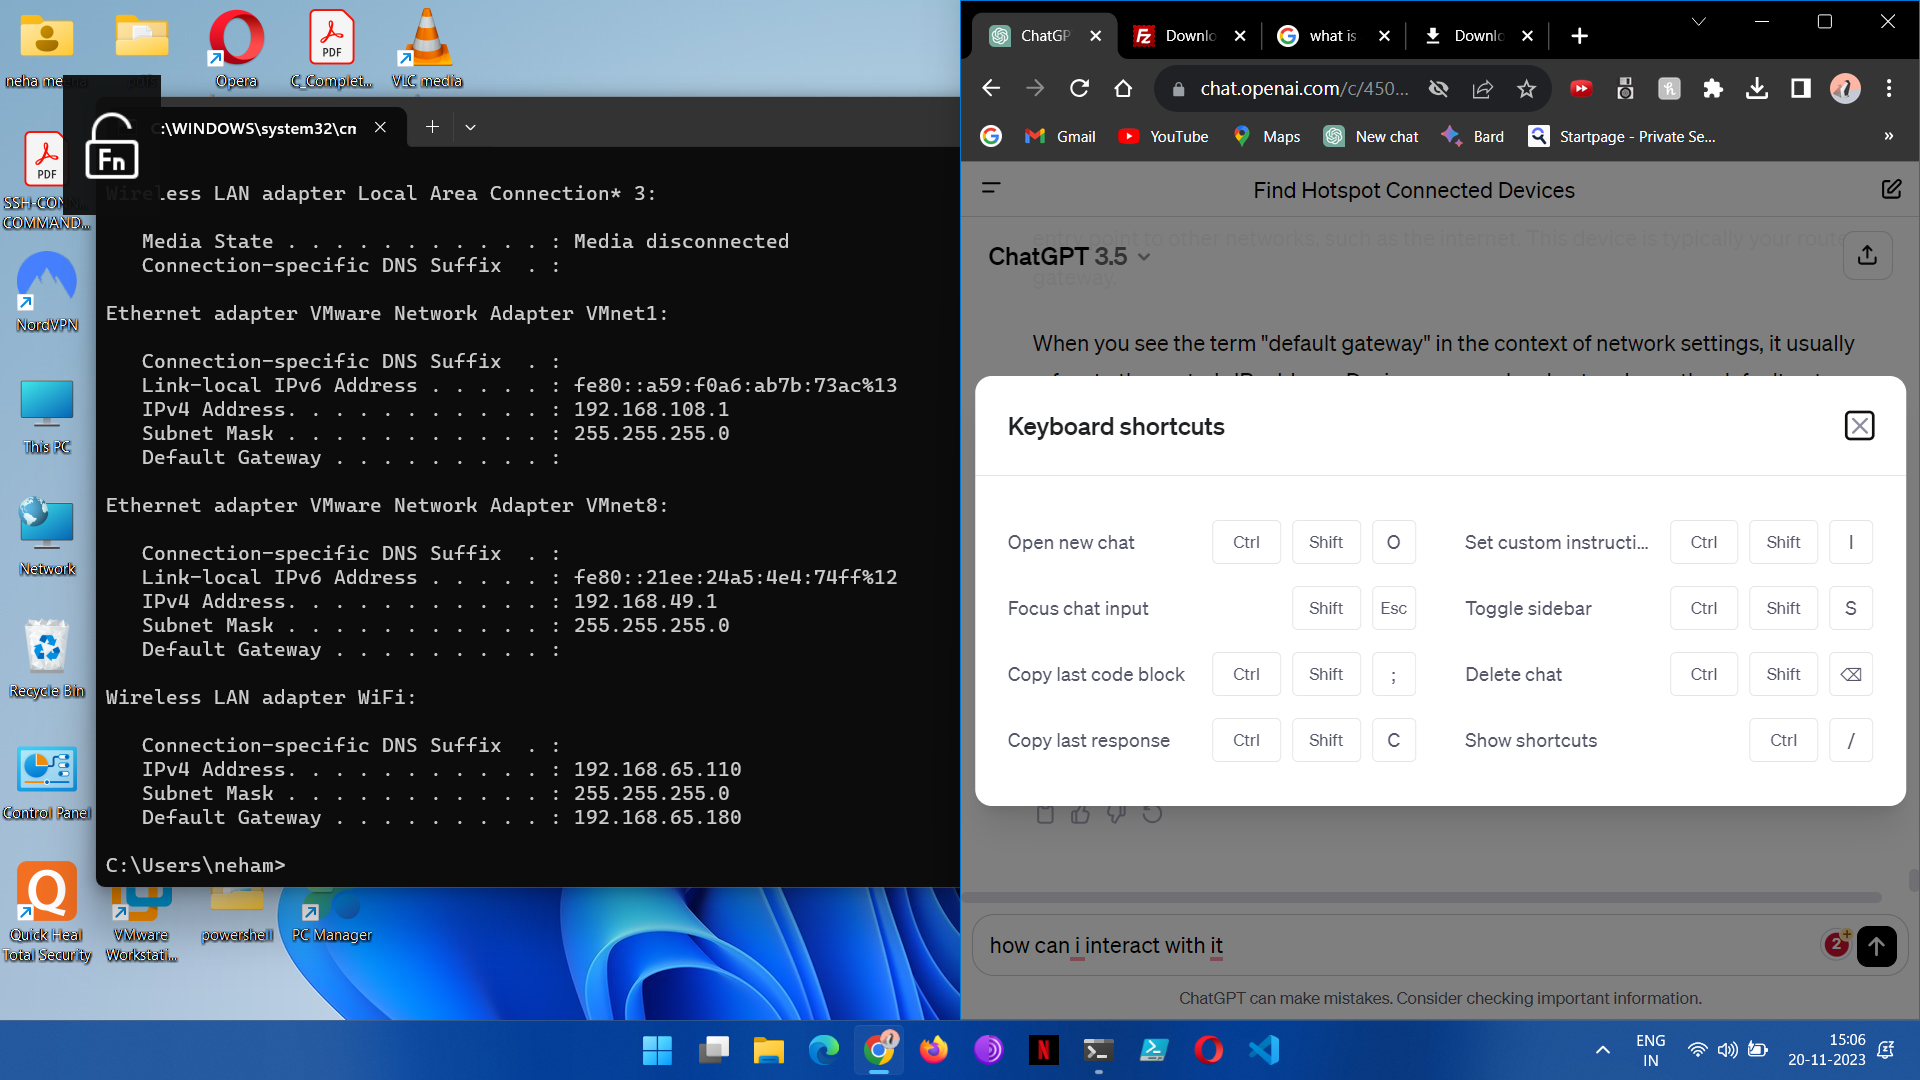 neha me
Opera
C_Complet...
VLC media
SSH-CON
COMMAND...
NordVPN
This PC
Network
Recycle Bin
Control Panel
Quick Heal
Total Security
VMware
Workstati...
powershell
PC Manager
Fn
:\WINDOWS\system32\cm
Wireless LAN adapter Local Area Connection* 3:
Media State . . . . . . . . . . . : Media disconnected
Connection-specific DNS Suffix  . :
Ethernet adapter VMware Network Adapter VMnet1:
Connection-specific DNS Suffix  . :
Link-local IPv6 Address . . . . . : fe80::a59:f0a6:ab7b:73ac%13
IPv4 Address. . . . . . . . . . . : 192.168.108.1
Subnet Mask . . . . . . . . . . . : 255.255.255.0
Default Gateway . . . . . . . . . :
Ethernet adapter VMware Network Adapter VMnet8:
Connection-specific DNS Suffix  . :
Link-local IPv6 Address . . . . . : fe80::21ee:24a5:4e4:74ff%12
IPv4 Address. . . . . . . . . . . : 192.168.49.1
Subnet Mask . . . . . . . . . . . : 255.255.255.0
Default Gateway . . . . . . . . . :
Wireless LAN adapter WiFi:
Connection-specific DNS Suffix  . :
IPv4 Address. . . . . . . . . . . : 192.168.65.110
Subnet Mask . . . . . . . . . . . : 255.255.255.0
Default Gateway . . . . . . . . . : 192.168.65.180
C:\Users\neham>
ChatGP
Downlo
what is
Downlo
chat.openai.com/c/450...
Gmail
YouTube
Maps
New chat
Bard
Startpage - Private Se...
»
Find Hotspot Connected Devices
entry point to other networks, such as the internet. This device is typically your route
ChatGPT 3.5
gateway.
When you see the term "default gateway" in the context of network settings, it usually
Keyboard shortcuts
Open new chat Ctrl Shift O
Set custom instructi... Ctrl Shift I
Focus chat input Shift Esc
Toggle sidebar Ctrl Shift S
Copy last code block Ctrl Shift ;
Delete chat Ctrl Shift ⌫
Copy last response Ctrl Shift C
Show shortcuts Ctrl /
how can i interact with it
2
ChatGPT can make mistakes. Consider checking important information.
ENG
IN
15:06
20-11-2023